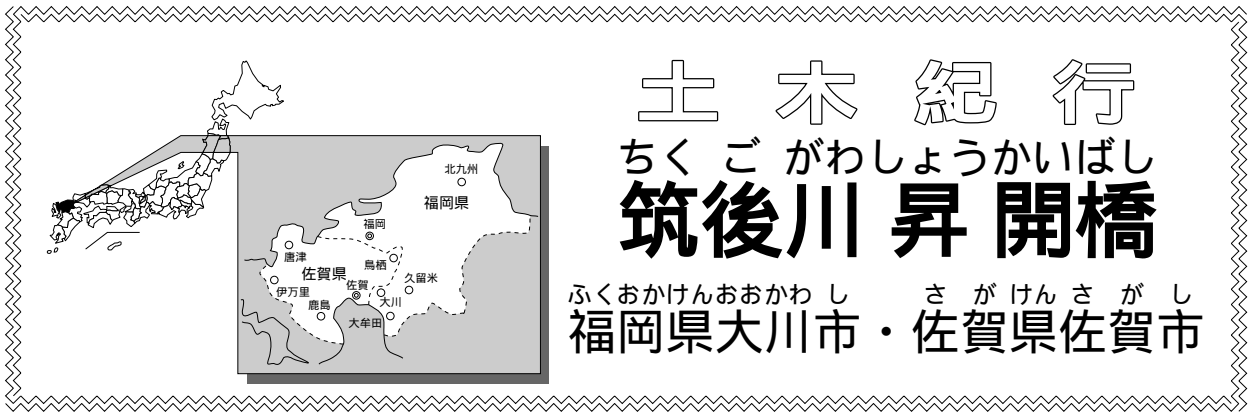 土木紀行
ちくごがわしょうかいばし
筑後川昇開橋
ふくおかけんおおかわし さがけんさがし
福岡県大川市・佐賀県佐賀市
北九州
福岡県
福岡
唐津
鳥栖
佐賀県
久留米
伊万里
佐賀
鹿島
大川
大牟田